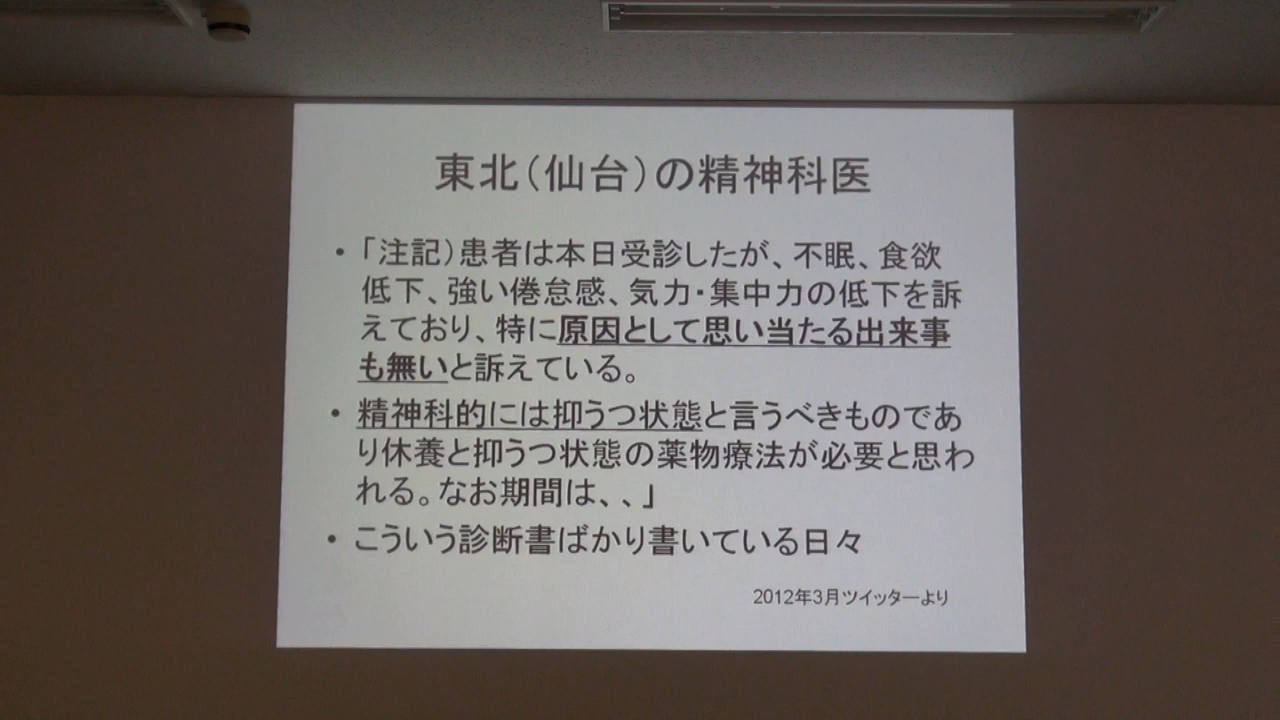 東北（仙台）の精神科医
・「注記）患者は本日受診したが、不眠、食欲
低下、強い倦怠感、気力・集中力の低下を訴
えており、特に原因として思い当たる出来事
も無いと訴えている。
・精神科的には抑うつ状態と言うべきものであ
り休養と抑うつ状態の薬物療法が必要と思わ
れる。なお期間は、、」
・こういう診断書ばかり書いている日々
2012年3月ツイッターより